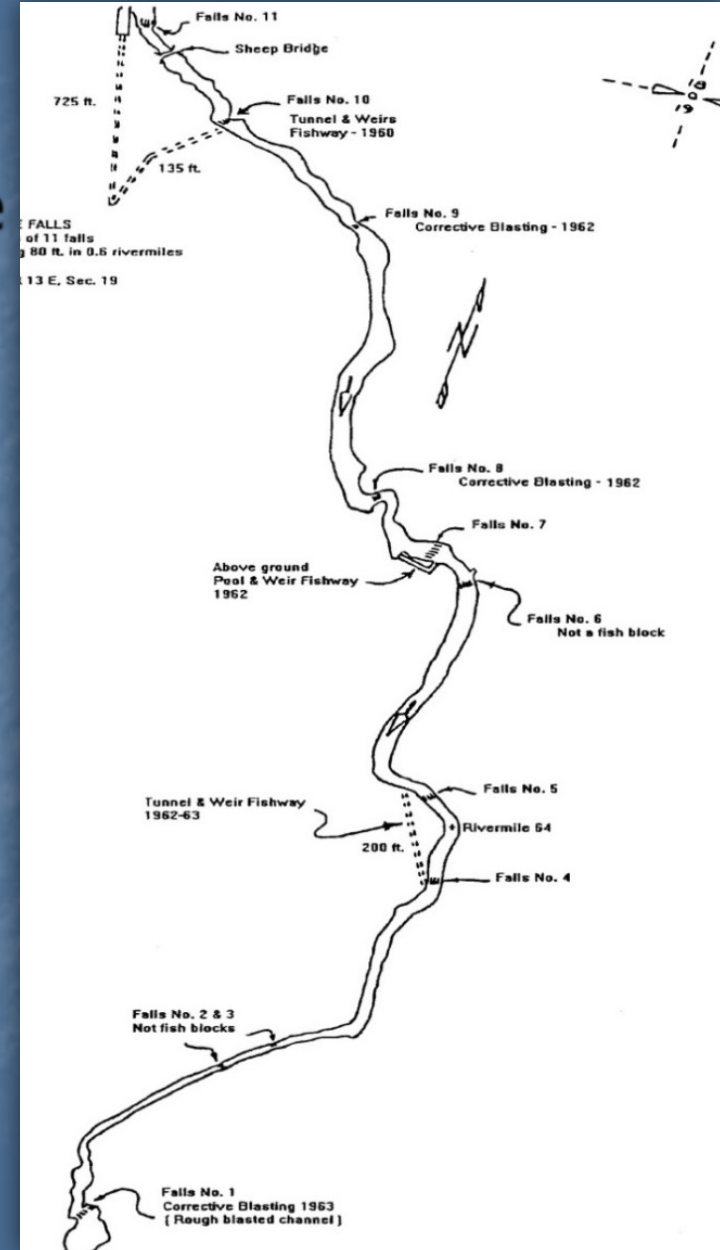 Falls No. 11
Sheep Bridge
725 ft.
Falls No. 10
Tunnel & Weirs
Fishway - 1960
135 ft.
Falls No. 9
Corrective Blasting - 1962
FALLS
of 11 falls
80 ft. in 0.6 rivermiles
13 E, Sec. 19
19
Falls No. 8
Corrective Blasting - 1962
Falls No. 7
Above ground
Pool & Weir Fishway
1962
Falls No. 6
Not a fish block
Falls No. 5
Tunnel & Weir Fishway
1962-63
Rivermile 64
200 ft.
Falls No. 4
Falls No. 2 & 3
Not fish blocks
Falls No. 1
Corrective Blasting 1963
( Rough blasted channel )